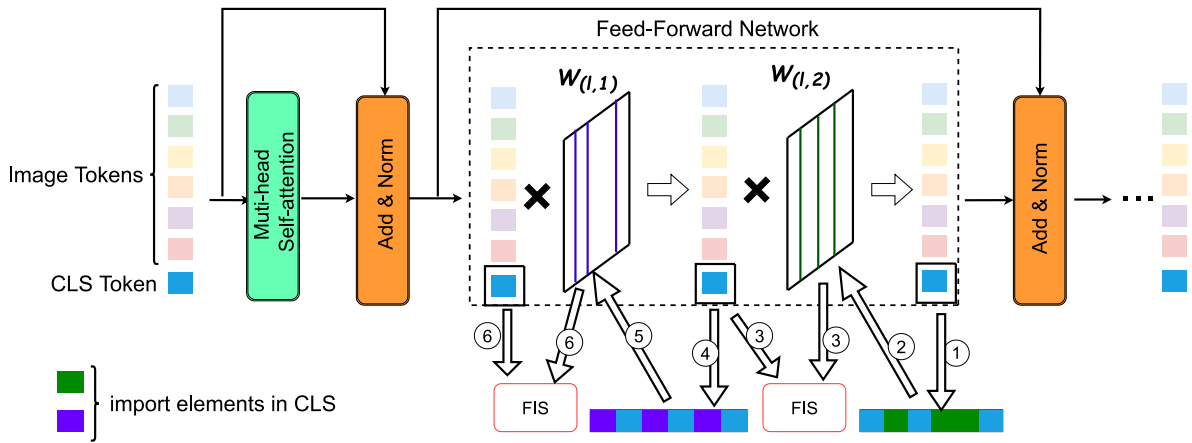 Feed-Forward Network
W(l,1)
W(l,2)
Image Tokens
CLS Token
Muti-head
Self-attention
Add & Norm
Add & Norm
6
6
5
4
3
3
2
1
FIS
FIS
import elements in CLS